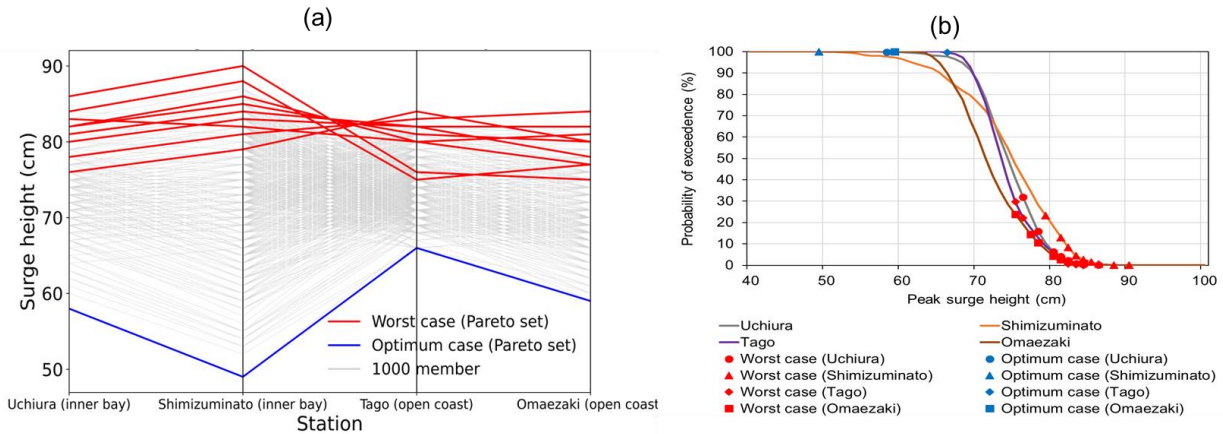 (a)
90
80
70
60
50
Surge height (cm)
Worst case (Pareto set)
Optimum case (Pareto set)
1000 member
Uchiura (inner bay)
Shimizuminato (inner bay)
Tago (open coast)
Omaezaki (open coast
Station
(b)
100
90
80
70
60
50
40
30
20
10
0
Probability of exceedence (%)
40
50
60
70
80
90
100
Peak surge height (cm)
Uchiura
Shimizuminato
Tago
Omaezaki
Worst case (Uchiura)
Optimum case (Uchiura)
Worst case (Shimizuminato)
Optimum case (Shimizuminato)
Worst case (Tago)
Optimum case (Tago)
Worst case (Omaezaki)
Optimum case (Omaezaki)